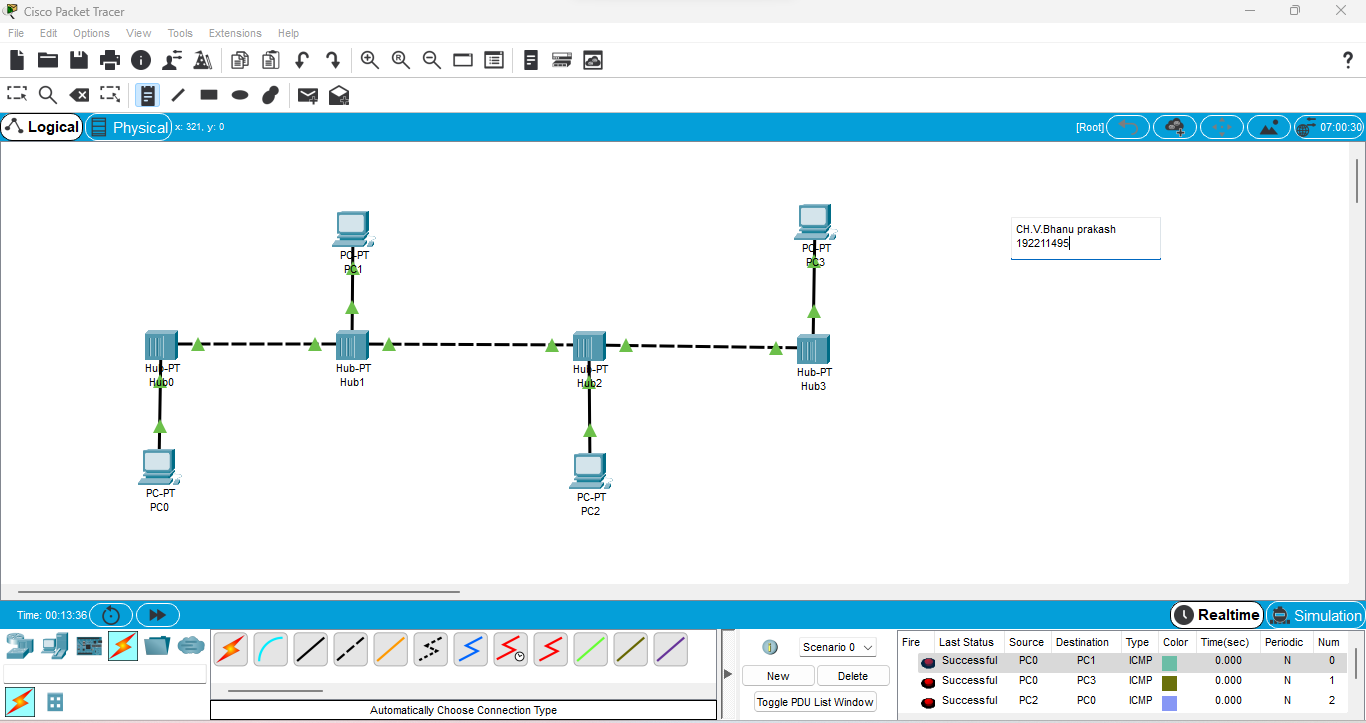 Cisco Packet Tracer
File Edit Options View Tools Extensions Help
Logical Physical x: 321, y: 0 [Root] 07:00:30
PC-PT
PC1
PC-PT
PC3
CH.V.Bhanu prakash
192211495
Hub-PT
Hub0
Hub-PT
Hub1
Hub-PT
Hub2
Hub-PT
Hub3
PC-PT
PC0
PC-PT
PC2
Time: 00:13:36 Realtime Simulation
Scenario 0
New Delete
Toggle PDU List Window
Fire Last Status Source Destination Type Color Time(sec) Periodic Num
Successful PC0 PC1 ICMP 0.000 N 0
Successful PC0 PC3 ICMP 0.000 N 1
Successful PC2 PC0 ICMP 0.000 N 2
Automatically Choose Connection Type